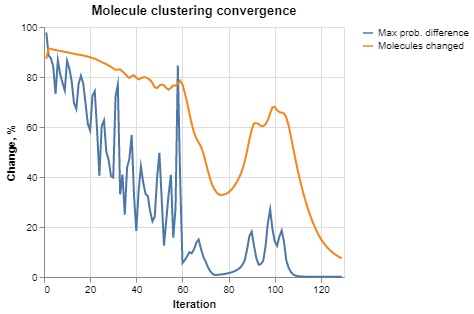 Molecule clustering convergence
Max prob. difference
Molecules changed
Change, %
100
80
60
40
20
0
0 20 40 60 80 100 120
Iteration